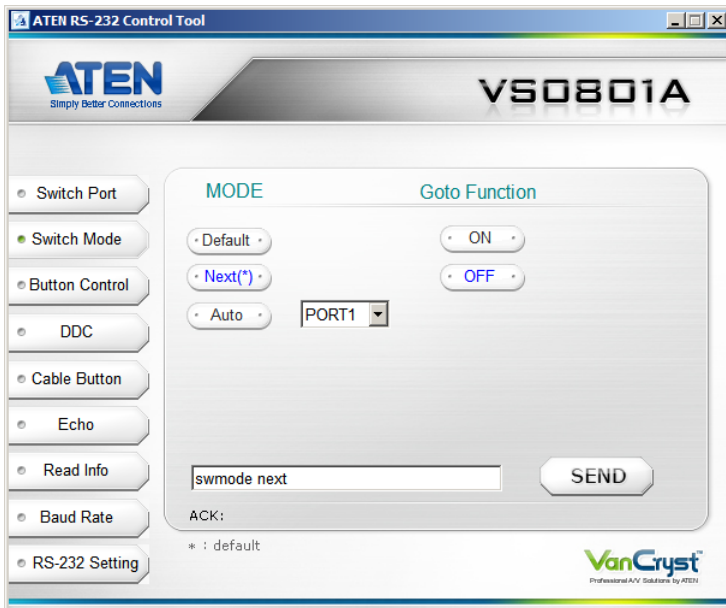 ATEN RS-232 Control Tool
ATEN
Simply Better Connections
VS0801A
Switch Port
Switch Mode
Button Control
DDC
Cable Button
Echo
Read Info
Baud Rate
RS-232 Setting
MODE
Goto Function
Default
ON
Next(*)
OFF
Auto
PORT1
swmode next
SEND
ACK:
* : default
VanCryst™
Professional A/V Solutions by ATEN